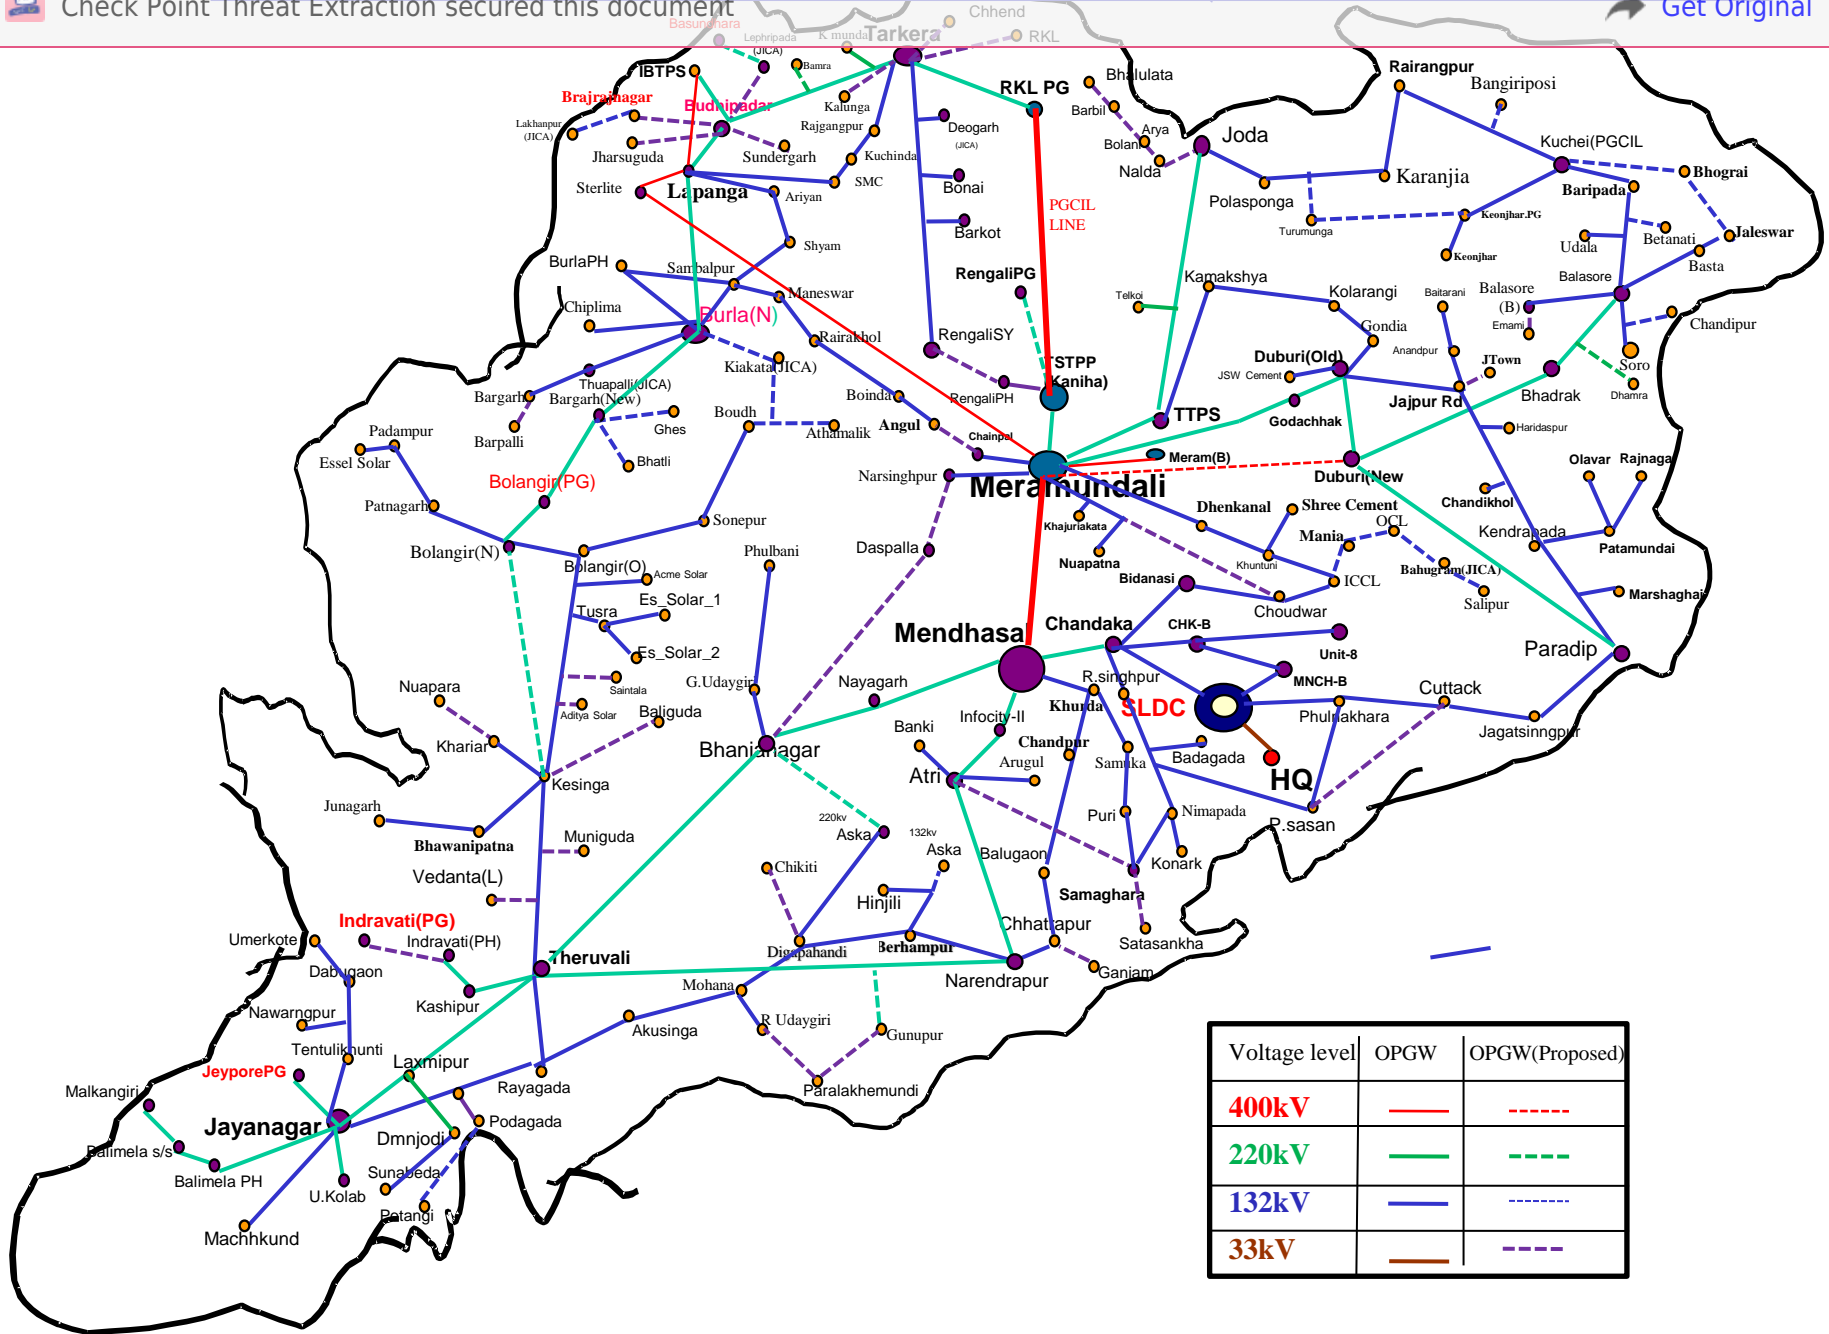 Check Point Threat Extraction secured this document
Get Original
Basundhara
Lephripada
(JICA)
K munda
Tarkera
Chhend
RKL
IBTPS
Bamra
Brajrajnagar
Budhipadar
Kalunga
RKL PG
Bhalulata
Rairangpur
Bangiriposi
Lakhanpur
(JICA)
Rajgangpur
Deogarh
(JICA)
Barbil
Arya
Bolani
Joda
Kuchei(PGCIL
Jharsuguda
Sundergarh
Kuchinda
Nalda
Karanjia
Bhograi
Sterlite
Lapanga
SMC
Ariyan
Bonai
Polasponga
Baripada
PGCIL
LINE
Turumunga
Keonjhar.PG
Barkot
Shyam
Udala
Betanati
Jaleswar
Keonjhar
Basta
BurlaPH
Sambalpur
RengaliPG
Kamakshya
Balasore
Maneswar
Telkoi
Kolarangi
Baitarani
Balasore
(B)
Chiplima
Burla(N)
Emami
Chandipur
Rairakhol
RengaliSY
Gondia
Anandpur
JTown
Soro
Kiakata(JICA)
TSTPP
(Kaniha)
Duburi(Old)
JSW Cement
Thuapalli(JICA)
Bargarh
Bargarh(New)
Boinda
RengaliPH
Jajpur Rd
Bhadrak
Dhamra
Barpalli
Ghes
Boudh
Athamalik
Angul
TTPS
Godachhak
Haridaspur
Padampur
Essel Solar
Bhatli
Chainpal
Meram(B)
Olavar
Rajnaga
Bolangir(PG)
Narsinghpur
Meramundali
Duburi(New
Patnagarh
Sonepur
Dhenkanal
Shree Cement
Chandikhol
Khajuriakata
OCL
Kendrapada
Mania
Patamundai
Bolangir(N)
Phulbani
Daspalla
Nuapatna
Khuntuni
Bolangir(O)
Acme Solar
Bidanasi
ICCL
Bahugram(JICA)
Marshaghai
Tusra
Es_Solar_1
Choudwar
Salipur
Mendhasal
Chandaka
CHK-B
Es_Solar_2
Unit-8
Paradip
Saintala
G.Udaygiri
Nayagarh
R.singhpur
MNCH-B
Nuapara
Khurda
SLDC
Cuttack
Aditya Solar
Baliguda
Infocity-II
Phulnakhara
Banki
Chandpur
Jagatsinngpur
Khariar
Bhanjanagar
Atri
Arugul
Samuka
Badagada
HQ
Kesinga
Junagarh
Nimapada
Puri
P.sasan
Muniguda
220kv
Aska
132kv
Aska
Balugaon
Bhawanipatna
Konark
Vedanta(L)
Chikiti
Hinjili
Samaghara
Indravati(PG)
Chhatrapur
Umerkote
Indravati(PH)
Digapahandi
Berhampur
Satasankha
Theruvali
Dabugaon
Ganjam
Narendrapur
Mohana
Kashipur
Nawarngpur
Akusinga
R Udaygiri
Gunupur
Tentulikhunti
Laxmipur
JeyporePG
Rayagada
Malkangiri
Paralakhemundi
Jayanagar
Podagada
Dmnjodi
Balimela s/s
Balimela PH
Sunabeda
U.Kolab
Potangi
Machhkund
Voltage level OPGW OPGW(Proposed)
400kV
220kV
132kV
33kV